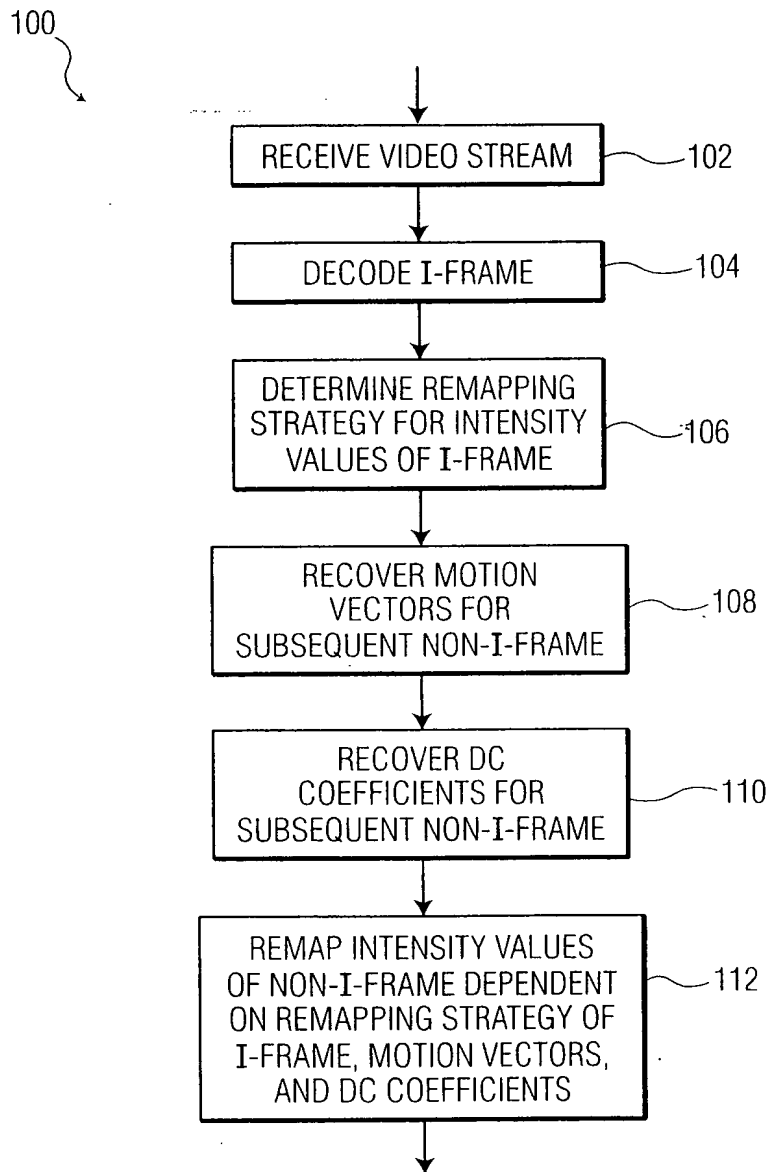 100
RECEIVE VIDEO STREAM
102
DECODE I-FRAME
104
DETERMINE REMAPPING
STRATEGY FOR INTENSITY
VALUES OF I-FRAME
106
RECOVER MOTION
VECTORS FOR
SUBSEQUENT NON-I-FRAME
108
RECOVER DC
COEFFICIENTS FOR
SUBSEQUENT NON-I-FRAME
110
REMAP INTENSITY VALUES
OF NON-I-FRAME DEPENDENT
ON REMAPPING STRATEGY OF
I-FRAME, MOTION VECTORS,
AND DC COEFFICIENTS
112